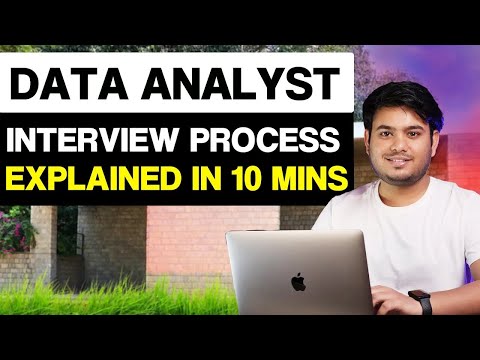 DATA ANALYST
INTERVIEW PROCESS
EXPLAINED IN 10 MINS